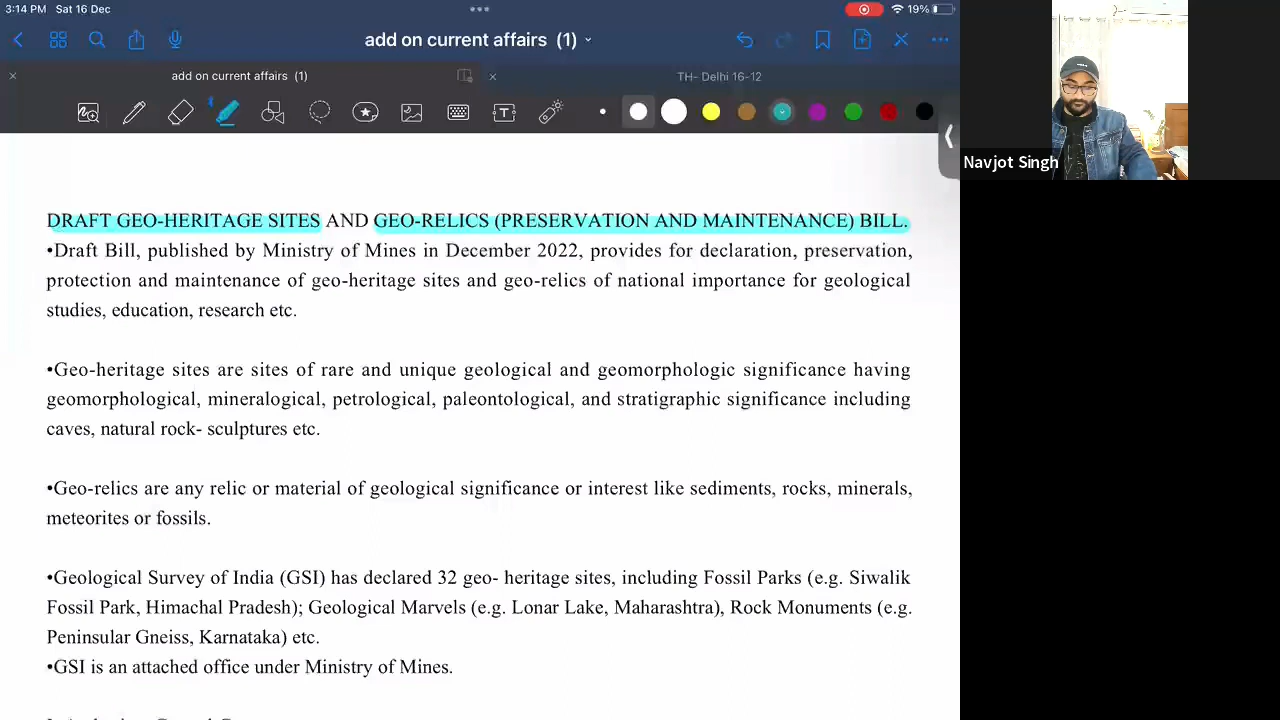 3:14 PM Sat 16 Dec
19%
add on current affairs (1)
add on current affairs (1)
TH- Delhi 16-12
Navjot Singh
DRAFT GEO-HERITAGE SITES AND GEO-RELICS (PRESERVATION AND MAINTENANCE) BILL.
•Draft Bill, published by Ministry of Mines in December 2022, provides for declaration, preservation,
protection and maintenance of geo-heritage sites and geo-relics of national importance for geological
studies, education, research etc.
•Geo-heritage sites are sites of rare and unique geological and geomorphologic significance having
geomorphological, mineralogical, petrological, paleontological, and stratigraphic significance including
caves, natural rock- sculptures etc.
•Geo-relics are any relic or material of geological significance or interest like sediments, rocks, minerals,
meteorites or fossils.
•Geological Survey of India (GSI) has declared 32 geo- heritage sites, including Fossil Parks (e.g. Siwalik
Fossil Park, Himachal Pradesh); Geological Marvels (e.g. Lonar Lake, Maharashtra), Rock Monuments (e.g.
Peninsular Gneiss, Karnataka) etc.
•GSI is an attached office under Ministry of Mines.